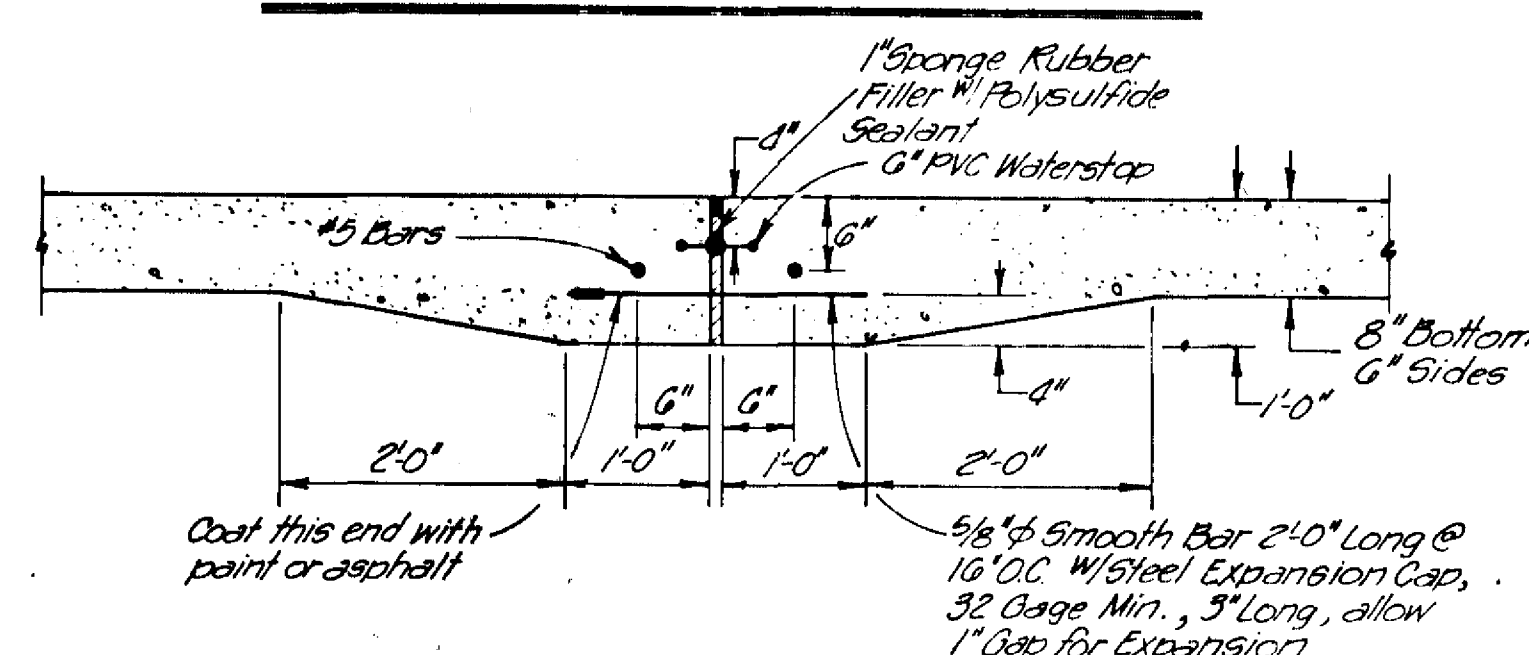 1" Sponge Rubber
Filler W/ Polysulfide
Sealant
4"
6" PVC Waterstop
#5 Bars
6"
8" Bottom
6" Sides
4"
1'-0"
6" 6"
2'-0" 1'-0" 1'-0" 2'-0"
Coat this end with
paint or asphalt
5/8" ϕ Smooth Bar 2'-0" Long @
16" O.C. W/Steel Expansion Cap,
32 Gage Min., 3" Long, allow
1" Gap for Expansion